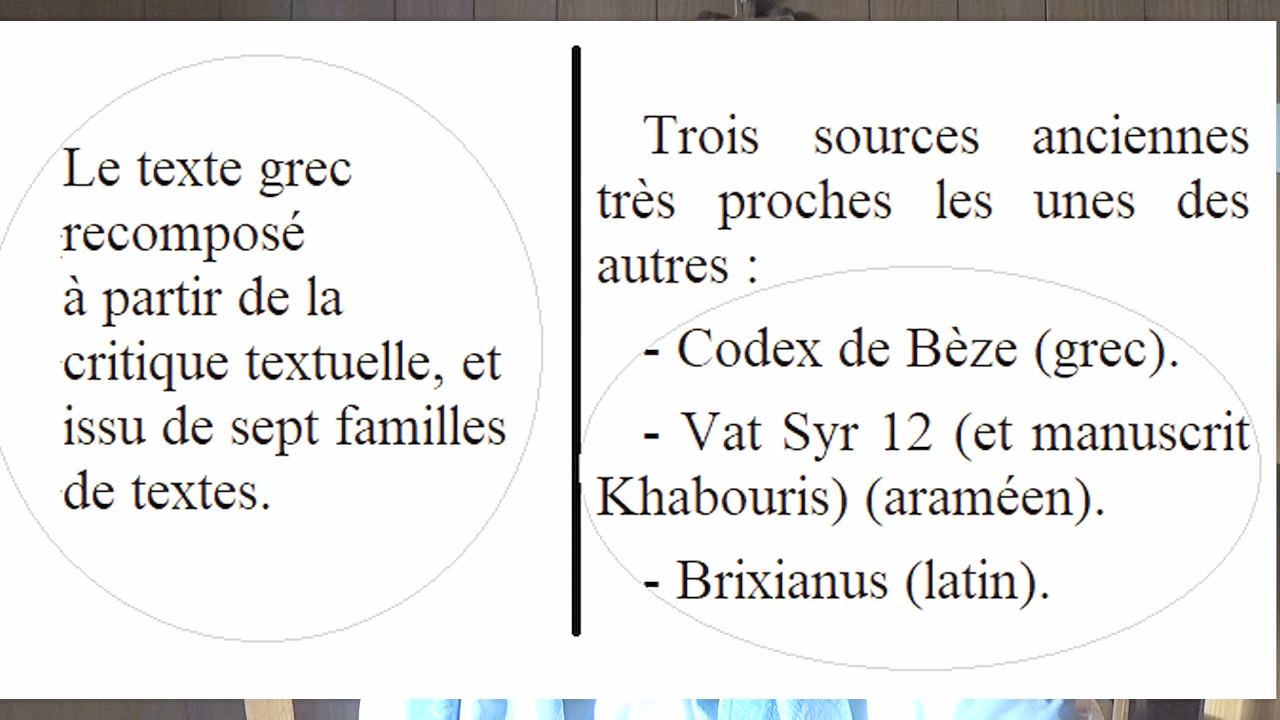 Le texte grec
recomposé
à partir de la
critique textuelle, et
issu de sept familles
de textes.
Trois sources anciennes
très proches les unes des
autres :
- Codex de Bèze (grec).
- Vat Syr 12 (et manuscrit
Khabouris) (araméen).
- Brixianus (latin).